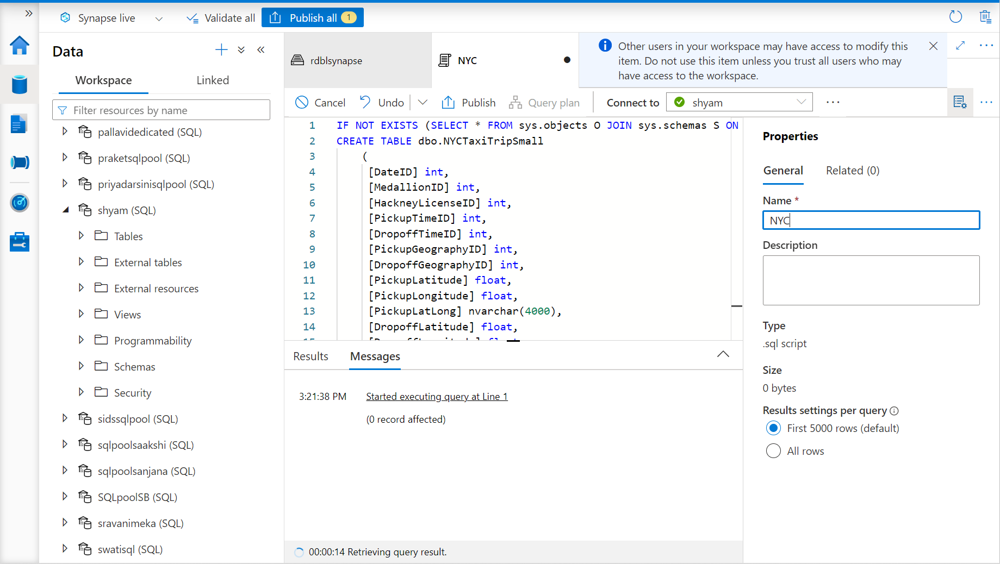 Synapse live
Validate all
Publish all 1
Data
Workspace
Linked
Filter resources by name
pallavidedicated (SQL)
praketsqlpool (SQL)
priyadarsinisqlpool (SQL)
shyam (SQL)
Tables
External tables
External resources
Views
Programmability
Schemas
Security
sidssqlpool (SQL)
sqlpoolsaakshi (SQL)
sqlpoolsanjana (SQL)
SQLpoolSB (SQL)
sravanimeka (SQL)
swatisql (SQL)
rdblsynapse
NYC
Other users in your workspace may have access to modify this
item. Do not use this item unless you trust all users who may
have access to the workspace.
Cancel
Undo
Publish
Query plan
Connect to
shyam
1 IF NOT EXISTS (SELECT * FROM sys.objects O JOIN sys.schemas S ON
2 CREATE TABLE dbo.NYCTaxiTripSmall
3 (
4 [DateID] int,
5 [MedallionID] int,
6 [HackneyLicenseID] int,
7 [PickupTimeID] int,
8 [DropoffTimeID] int,
9 [PickupGeographyID] int,
10 [DropoffGeographyID] int,
11 [PickupLatitude] float,
12 [PickupLongitude] float,
13 [PickupLatLong] nvarchar(4000),
14 [DropoffLatitude] float,
Results
Messages
3:21:38 PM
Started executing query at Line 1
(0 record affected)
00:00:14 Retrieving query result.
Properties
General
Related (0)
Name *
NYC
Description
Type
.sql script
Size
0 bytes
Results settings per query
First 5000 rows (default)
All rows